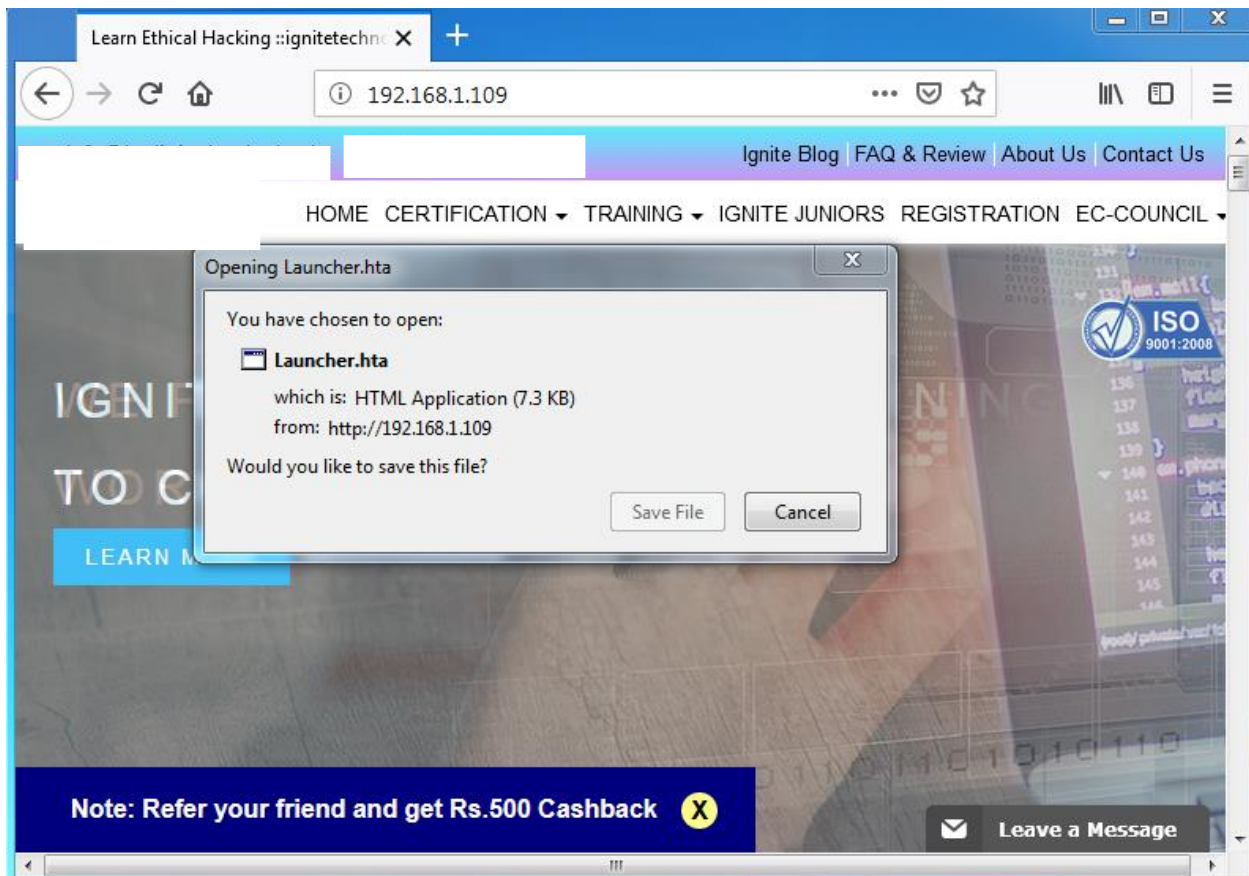 Learn Ethical Hacking ::ignitetechno
192.168.1.109
Ignite Blog FAQ & Review About Us Contact Us
HOME CERTIFICATION TRAINING IGNITE JUNIORS REGISTRATION EC-COUNCIL
Opening Launcher.hta
You have chosen to open:
Launcher.hta
which is: HTML Application (7.3 KB)
from: http://192.168.1.109
Would you like to save this file?
Save File Cancel
ISO
9001:2008
TO C
LEARN M
Note: Refer your friend and get Rs.500 Cashback X
Leave a Message